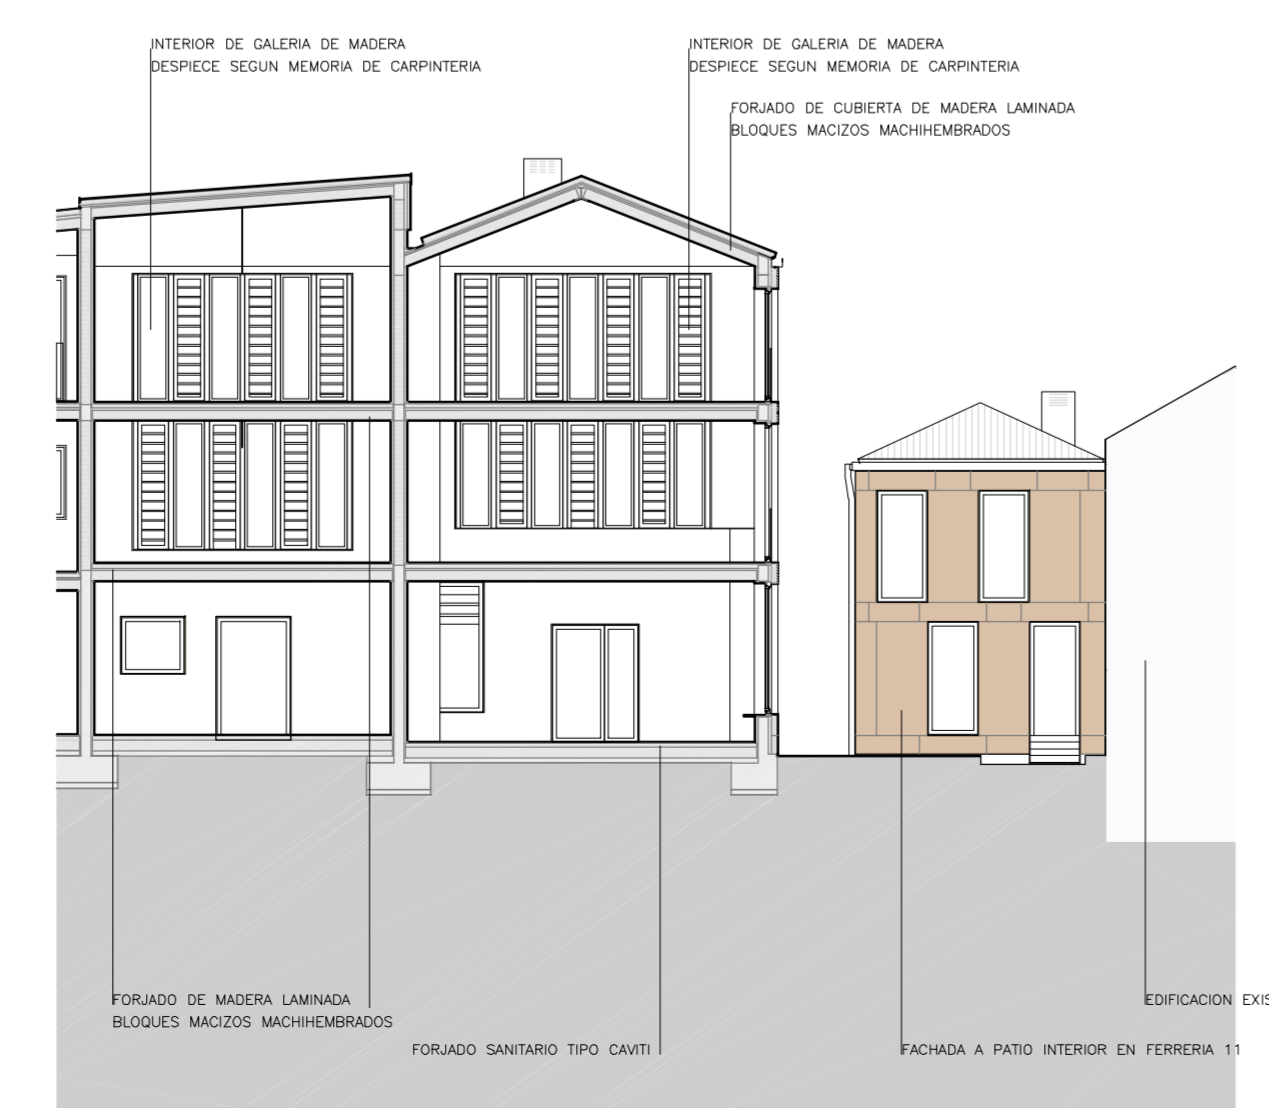 INTERIOR DE GALERIA DE MADERA
DESPIECE SEGUN MEMORIA DE CARPINTERIA
INTERIOR DE GALERIA DE MADERA
DESPIECE SEGUN MEMORIA DE CARPINTERIA
FORJADO DE CUBIERTA DE MADERA LAMINADA
BLOQUES MACIZOS MACHIHEMBRADOS
FORJADO DE MADERA LAMINADA
BLOQUES MACIZOS MACHIHEMBRADOS
EDIFICACION EXIS
FORJADO SANITARIO TIPO CAVITI
FACHADA A PATIO INTERIOR EN FERRERIA 11